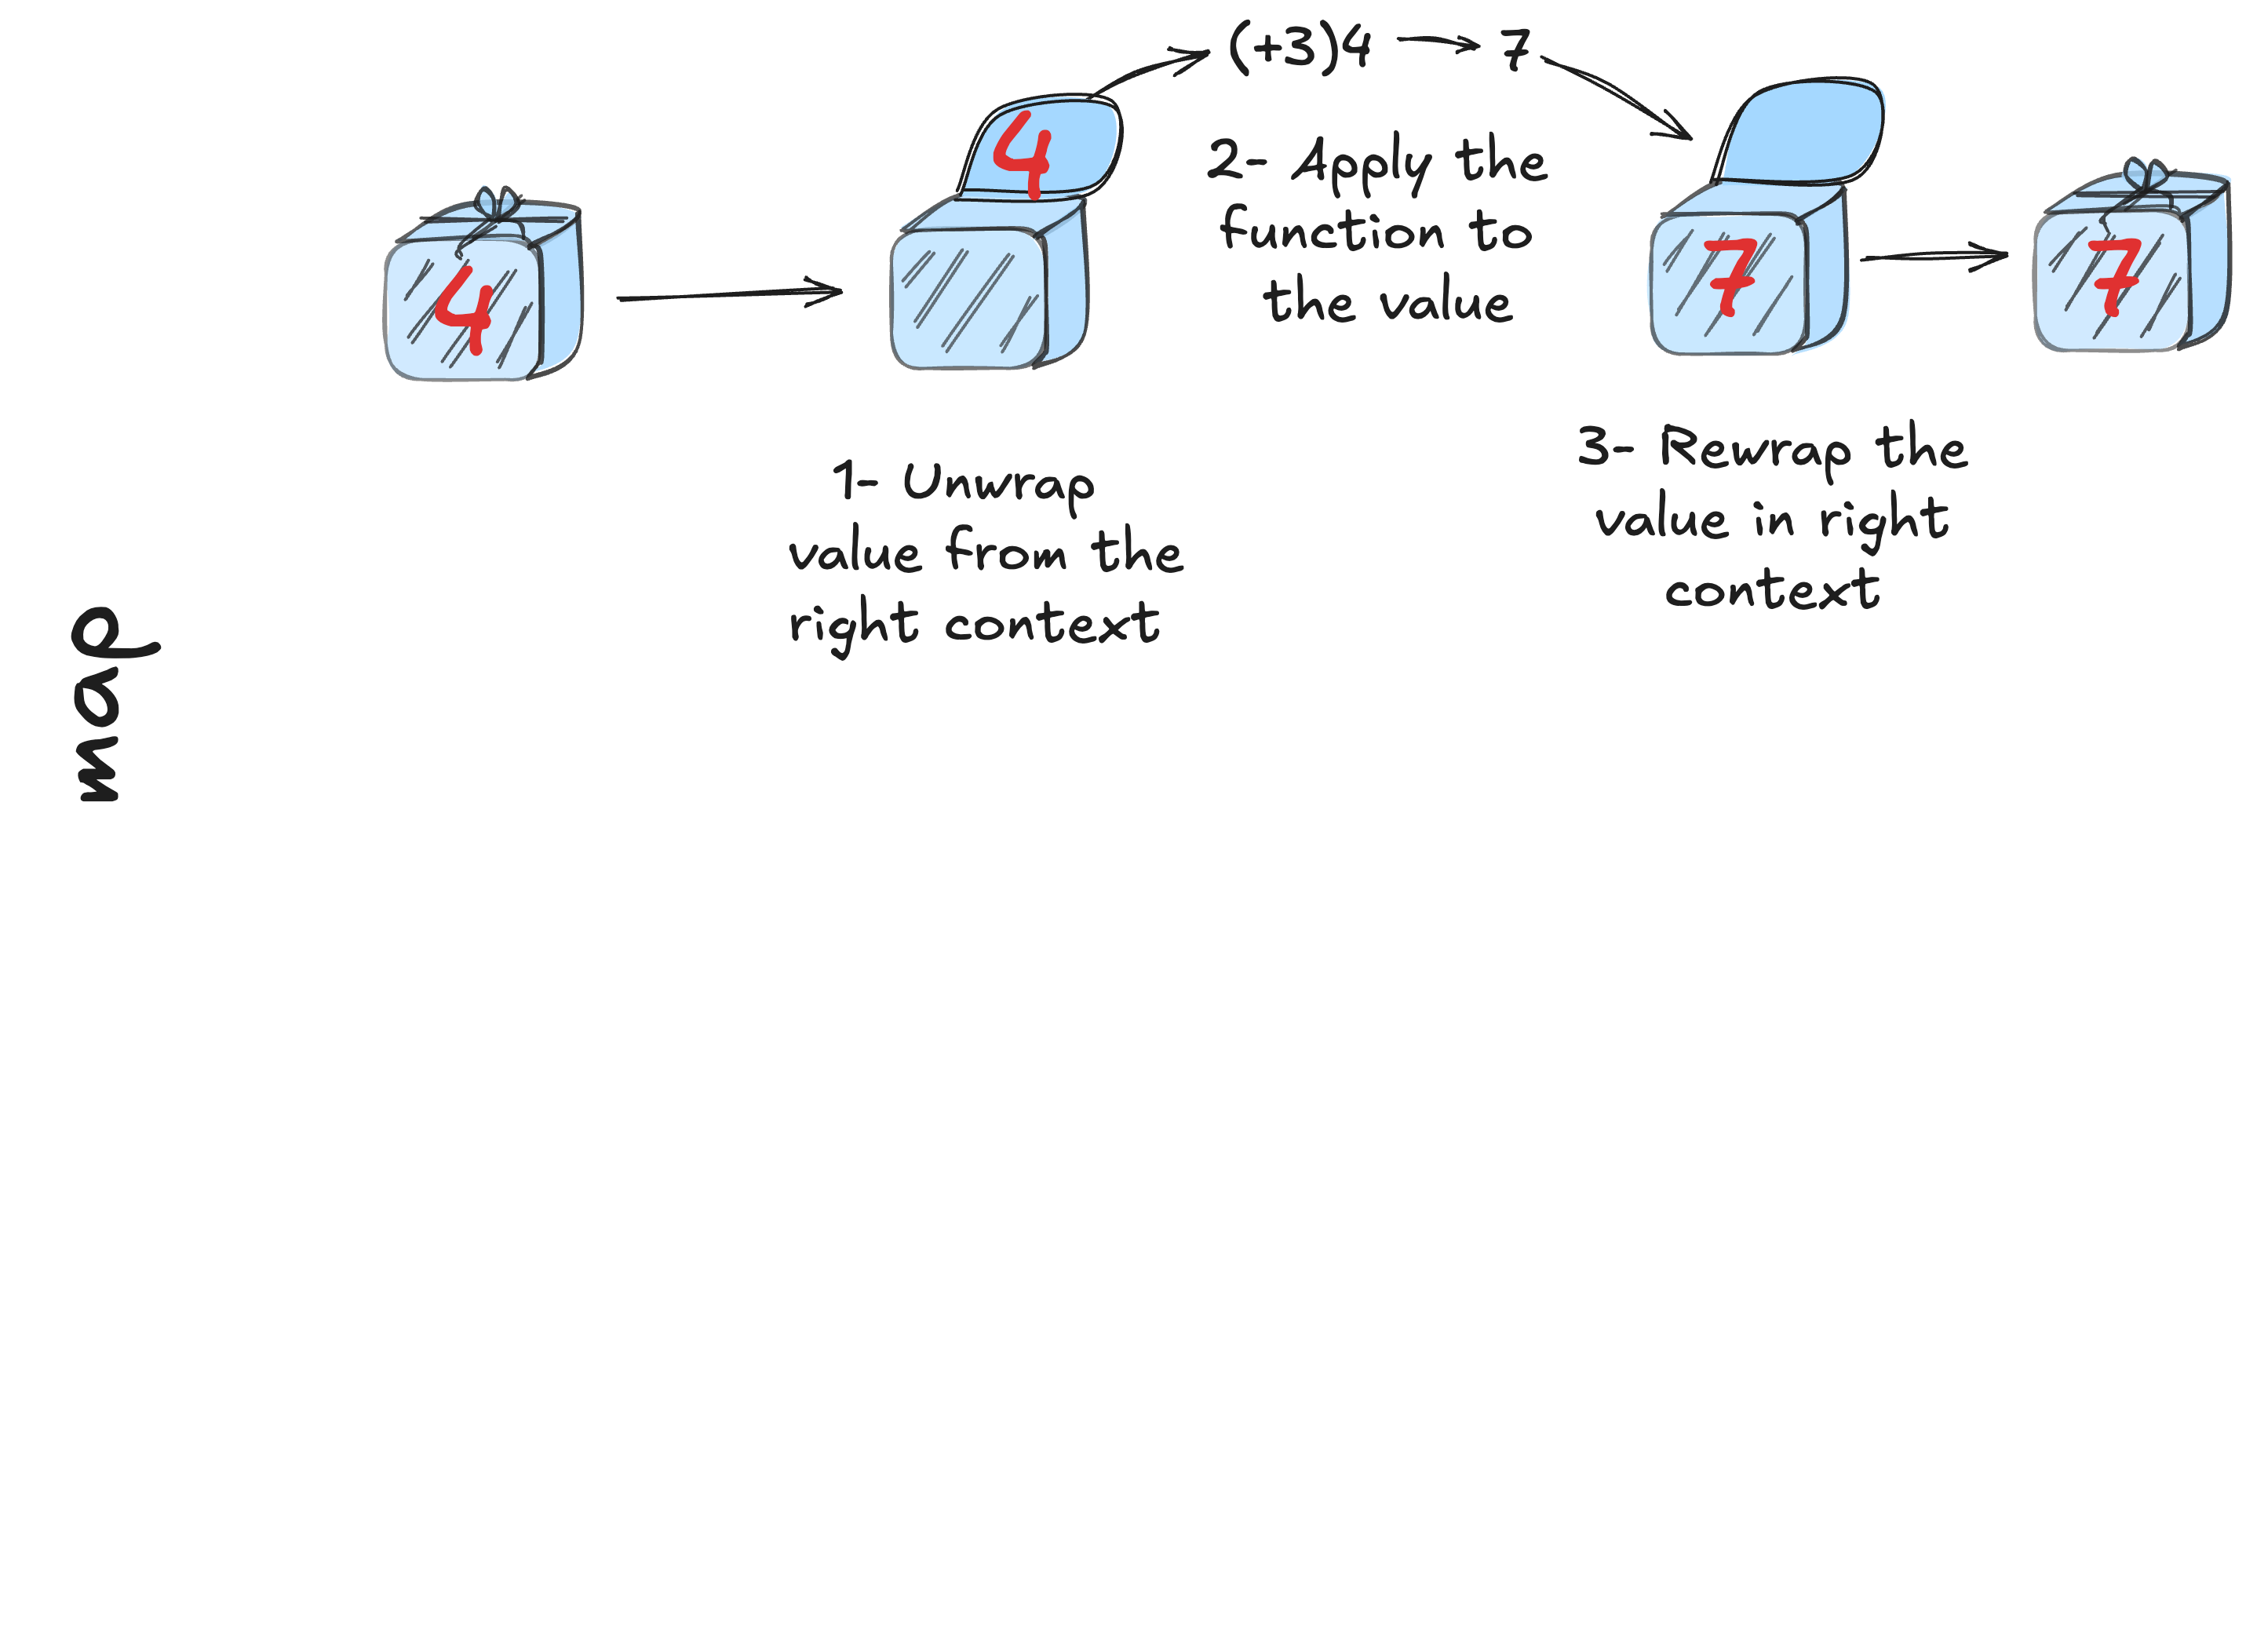 map
4
1- Unwrap
value from the
right context
4
(+3)4 7
2- Apply the
function to
the value
7
3- Rewrap the
value in right
context
7